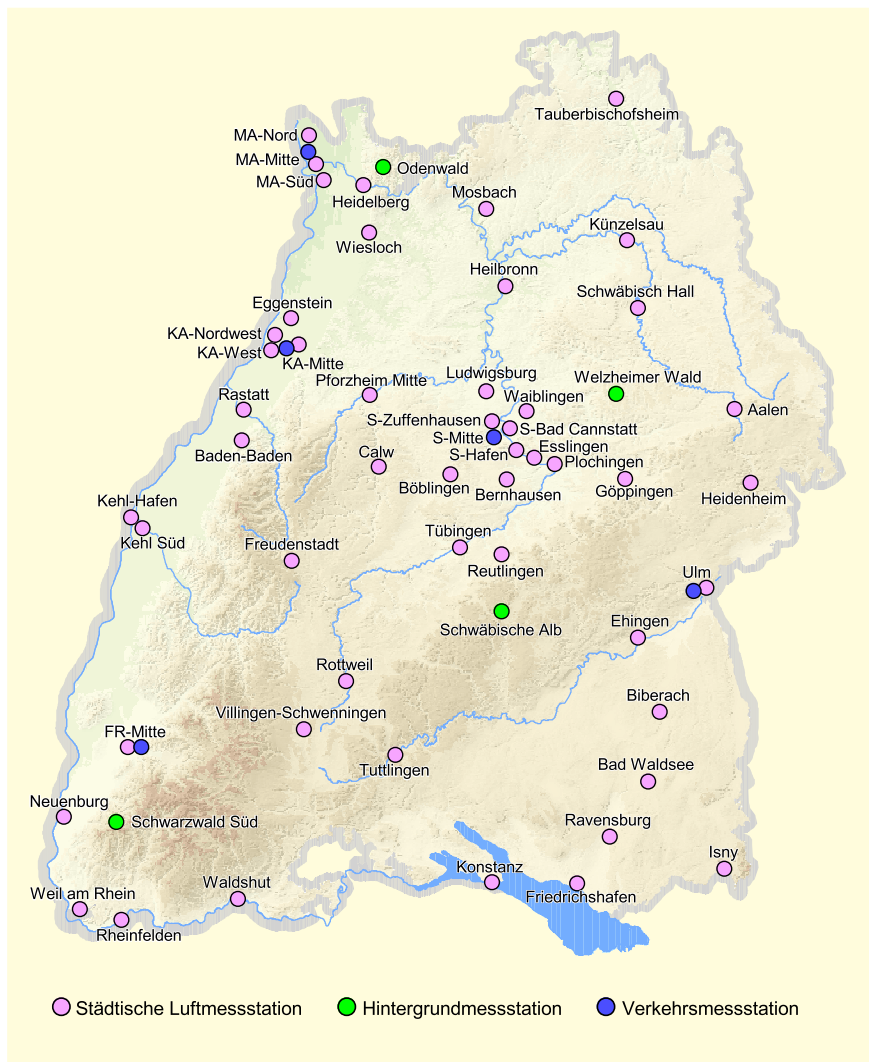 Tauberbischofsheim
MA-Nord
MA-Mitte
Odenwald
MA-Süd
Mosbach
Heidelberg
Künzelsau
Wiesloch
Heilbronn
Schwäbisch Hall
Eggenstein
KA-Nordwest
KA-West
KA-Mitte
Ludwigsburg
Welzheimer Wald
Pforzheim Mitte
Rastatt
Waiblingen
Aalen
S-Zuffenhausen
S-Bad Cannstatt
S-Mitte
Esslingen
Baden-Baden
Calw
S-Hafen
Plochingen
Böblingen
Bernhausen
Göppingen
Heidenheim
Kehl-Hafen
Kehl Süd
Tübingen
Freudenstadt
Reutlingen
Ulm
Ehingen
Schwäbische Alb
Rottweil
Biberach
Villingen-Schwenningen
FR-Mitte
Bad Waldsee
Tuttlingen
Neuenburg
Schwarzwald Süd
Ravensburg
Isny
Konstanz
Waldshut
Weil am Rhein
Friedrichshafen
Rheinfelden
Städtische Luftmessstation
Hintergrundmessstation
Verkehrsmessstation